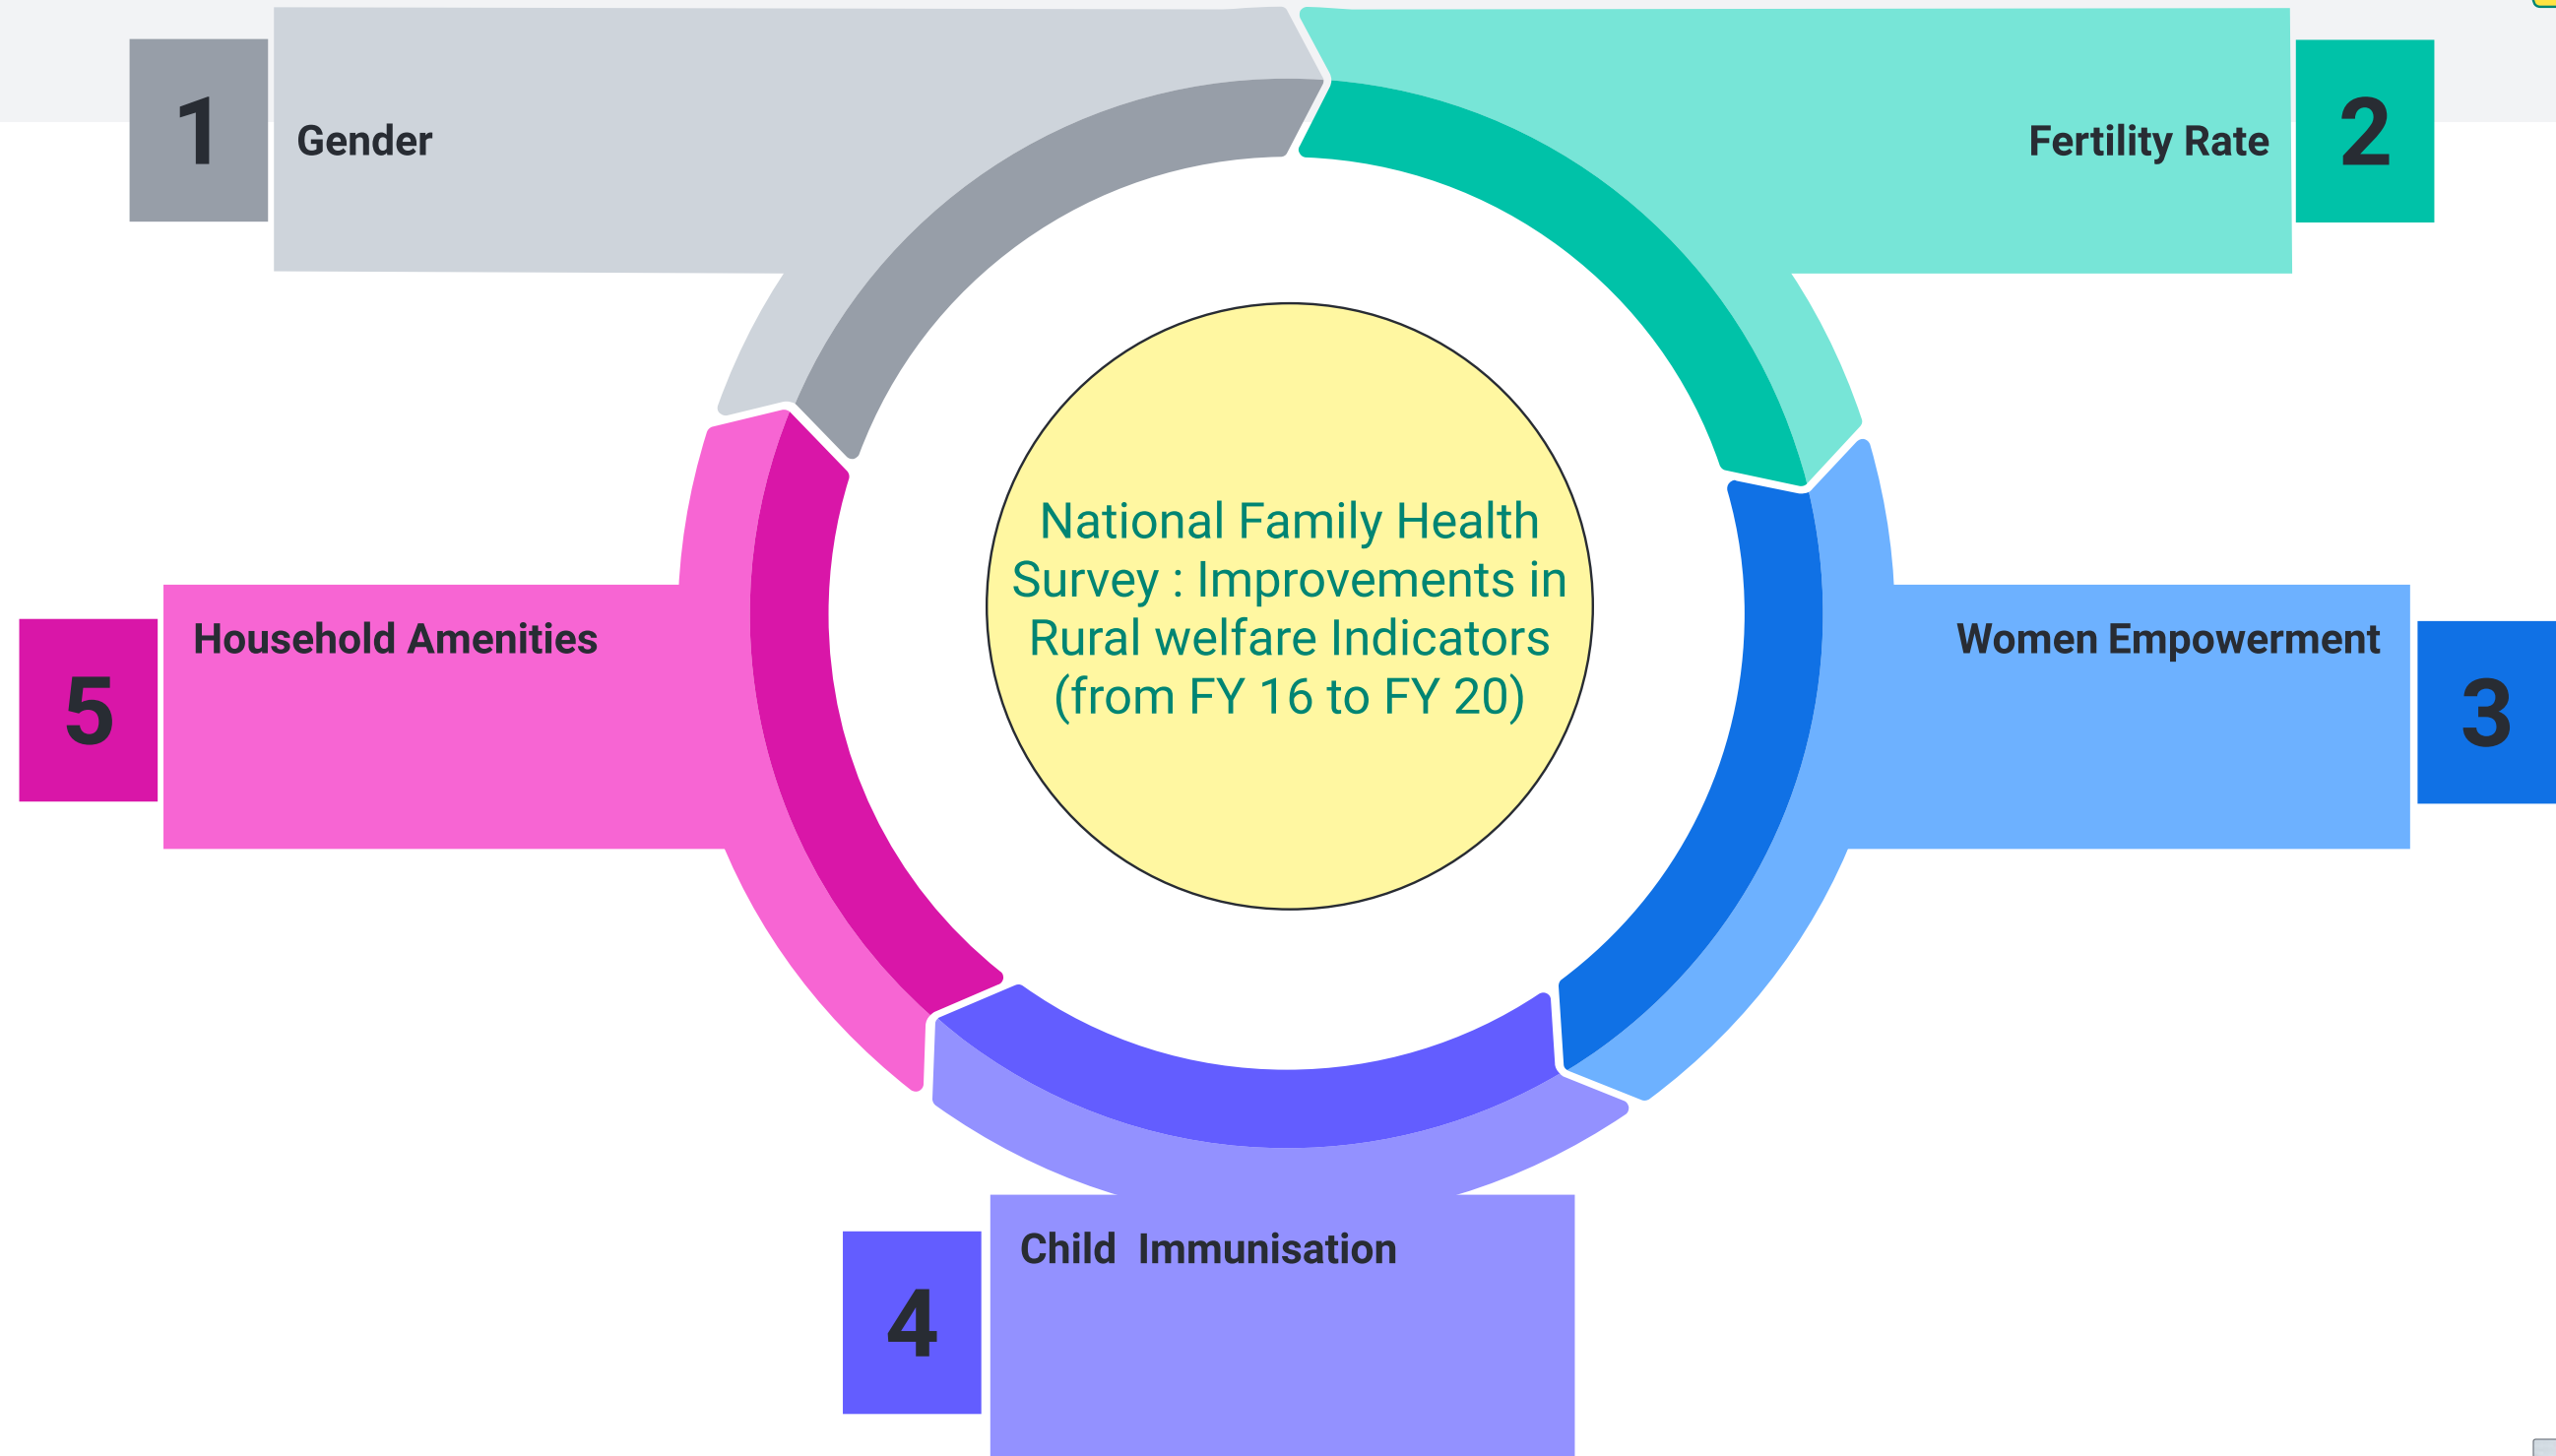 1
Gender
2
Fertility Rate
National Family Health
Survey : Improvements in
Rural welfare Indicators
(from FY 16 to FY 20)
3
Women Empowerment
4
Child  Immunisation
5
Household Amenities